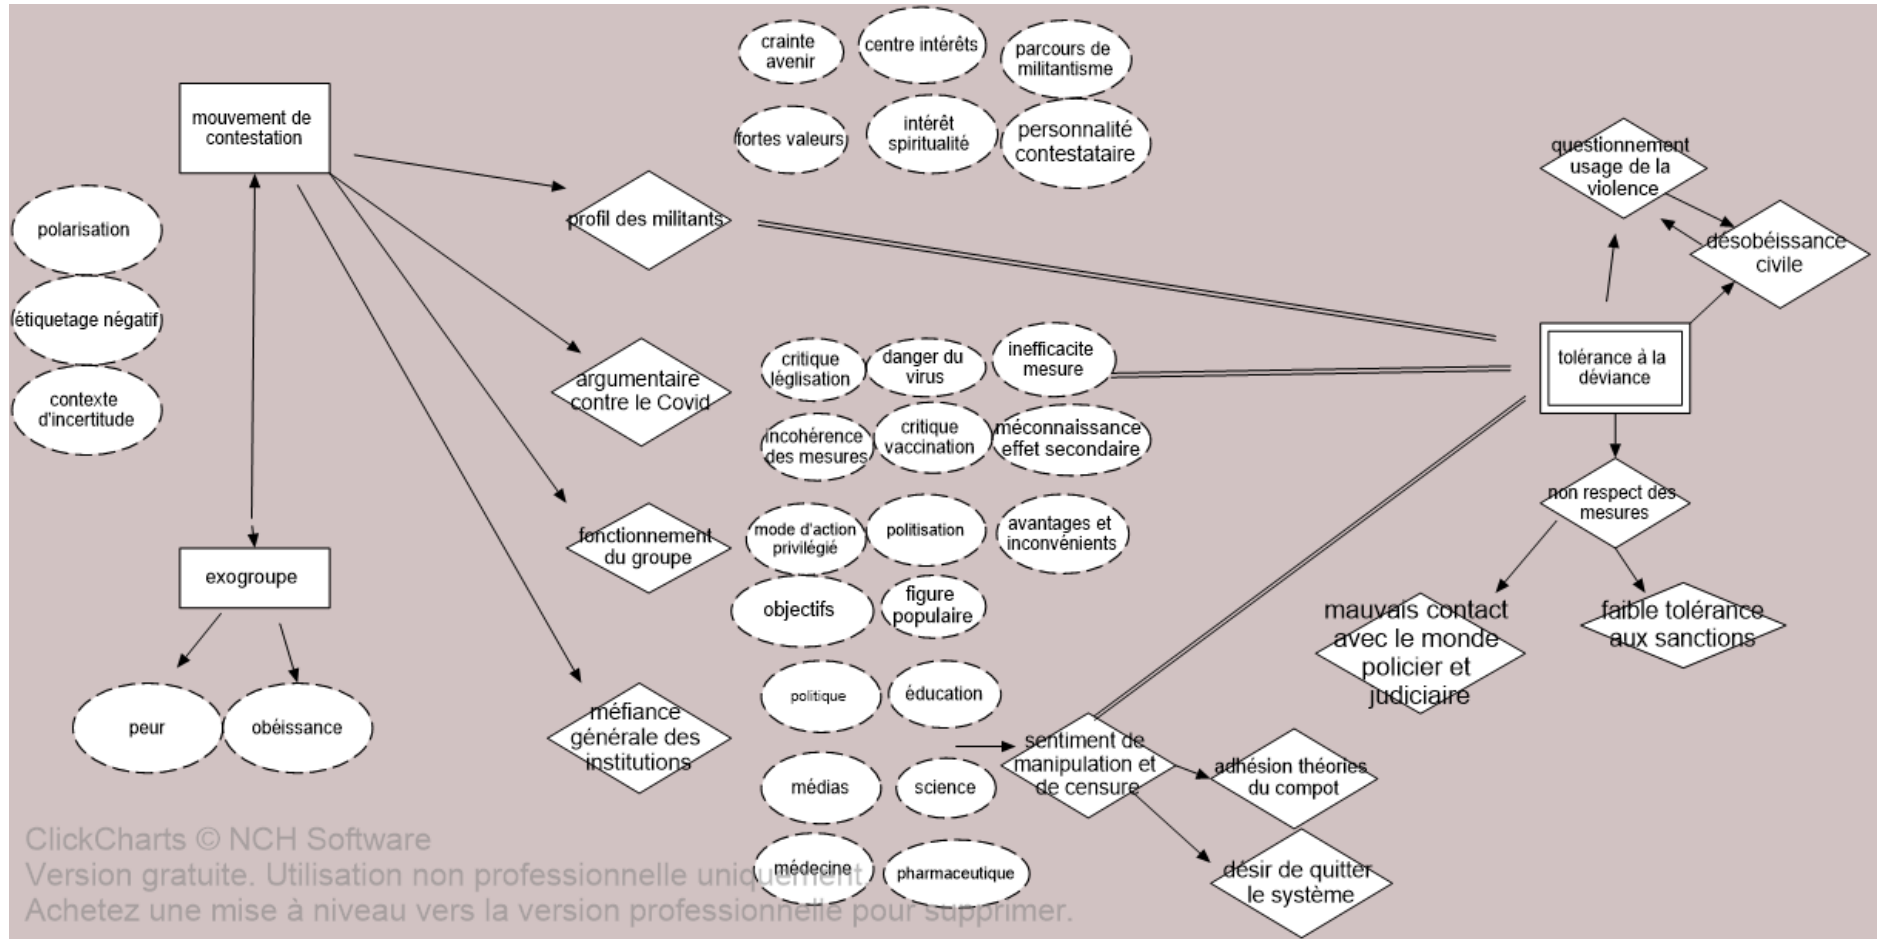 mouvement de
contestation
polarisation
étiquetage négatif
contexte
d'incertitude
exogroupe
peur
obéissance
crainte
avenir
centre intérêts
parcours de
militantisme
fortes valeurs
intérêt
spiritualité
personnalité
contestataire
profil des militants
argumentaire
contre le Covid
critique
léglisation
danger du
virus
inefficacite
mesure
incohérence
des mesures
critique
vaccination
méconnaissance
effet secondaire
fonctionnement
du groupe
mode d'action
privilégié
politisation
avantages et
inconvénients
objectifs
figure
populaire
méfiance
générale des
institutions
politique
éducation
médias
science
médecine
pharmaceutique
sentiment de
manipulation et
de censure
adhésion théories
du compot
désir de quitter
le système
questionnement
usage de la
violence
désobéissance
civile
tolérance à la
déviance
non respect des
mesures
mauvais contact
avec le monde
policier et
judiciaire
faible tolérance
aux sanctions
ClickCharts © NCH Software
Version gratuite. Utilisation non professionnelle uniquement.
Achetez une mise à niveau vers la version professionnelle pour supprimer.